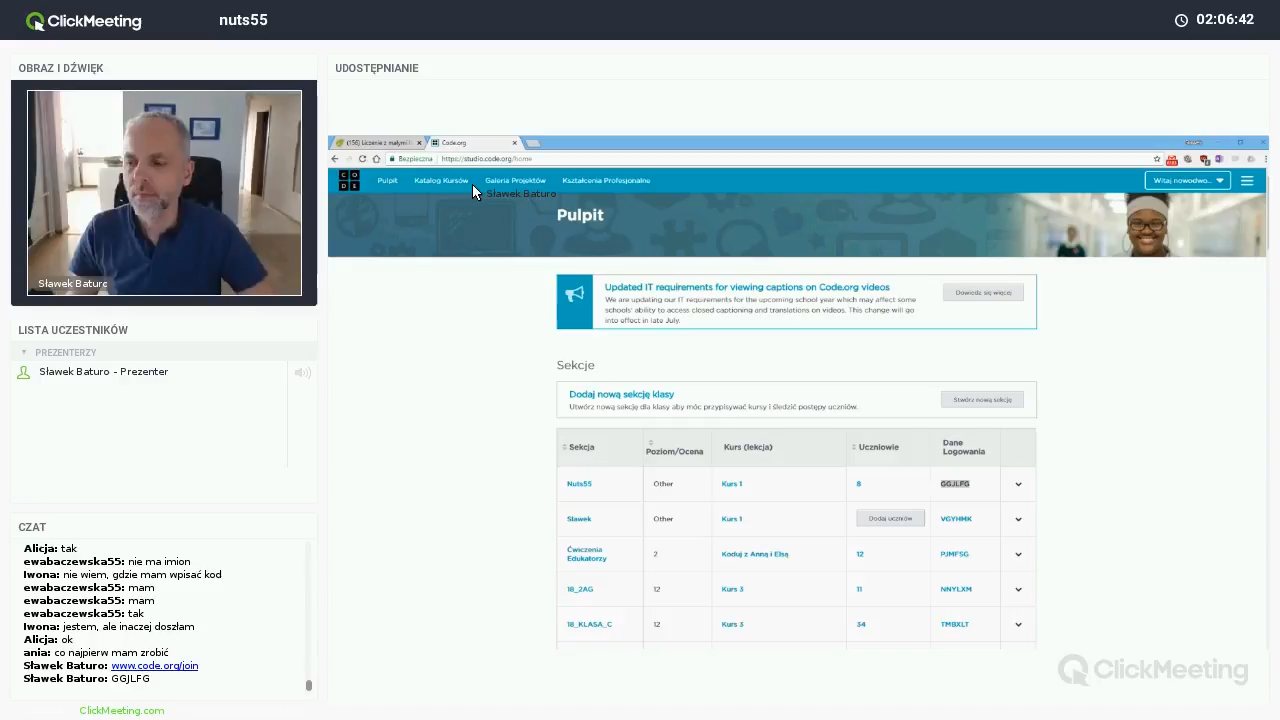 ClickMeeting
nuts55
02:06:42
OBRAZ I DŹWIĘK
Sławek Baturo
LISTA UCZESTNIKÓW
PREZENTERZY
Sławek Baturo - Prezenter
CZAT
Alicja: tak
ewabaczewska55: nie ma imion
Iwona: nie wiem, gdzie mam wpisać kod
ewabaczewska55: mam
ewabaczewska55: mam
ewabaczewska55: tak
Iwona: jestem, ale inaczej doszłam
Alicja: ok
ania: co najpierw mam zrobić
Sławek Baturo: www.code.org/join
Sławek Baturo: GGJLFG
ClickMeeting.com
UDOSTĘPNIANIE
(156) Liczenie z małymi
Code.org
Bezpieczna
https://studio.code.org/home
CODE
Pulpit
Katalog Kursów
Galeria Projektów
Kształcenia Profesjonalne
Witaj nowodwo...
Sławek Baturo
Pulpit
Updated IT requirements for viewing captions on Code.org videos
We are updating our IT requirements for the upcoming school year which may affect some
schools' ability to access closed captioning and translations on videos. This change will go
into effect in late July.
Dowiedz się więcej
Sekcje
Dodaj nową sekcję klasy
Utwórz nową sekcję dla klasy aby móc przypisywać kursy i śledzić postępy uczniów.
Stwórz nową sekcję
Sekcja Poziom/Ocena Kurs (lekcja) Uczniowie Dane Logowania
Nuts55 Other Kurs 1 8 GGJLFG
Slawek Other Kurs 1 Dodaj uczniów VGYHMK
Ćwiczenia Edukatorzy 2 Koduj z Anną i Elsą 12 PJMFSG
18_2AG 12 Kurs 3 11 NNYLXM
18_KLASA_C 12 Kurs 3 34 TMBXLT
ClickMeeting